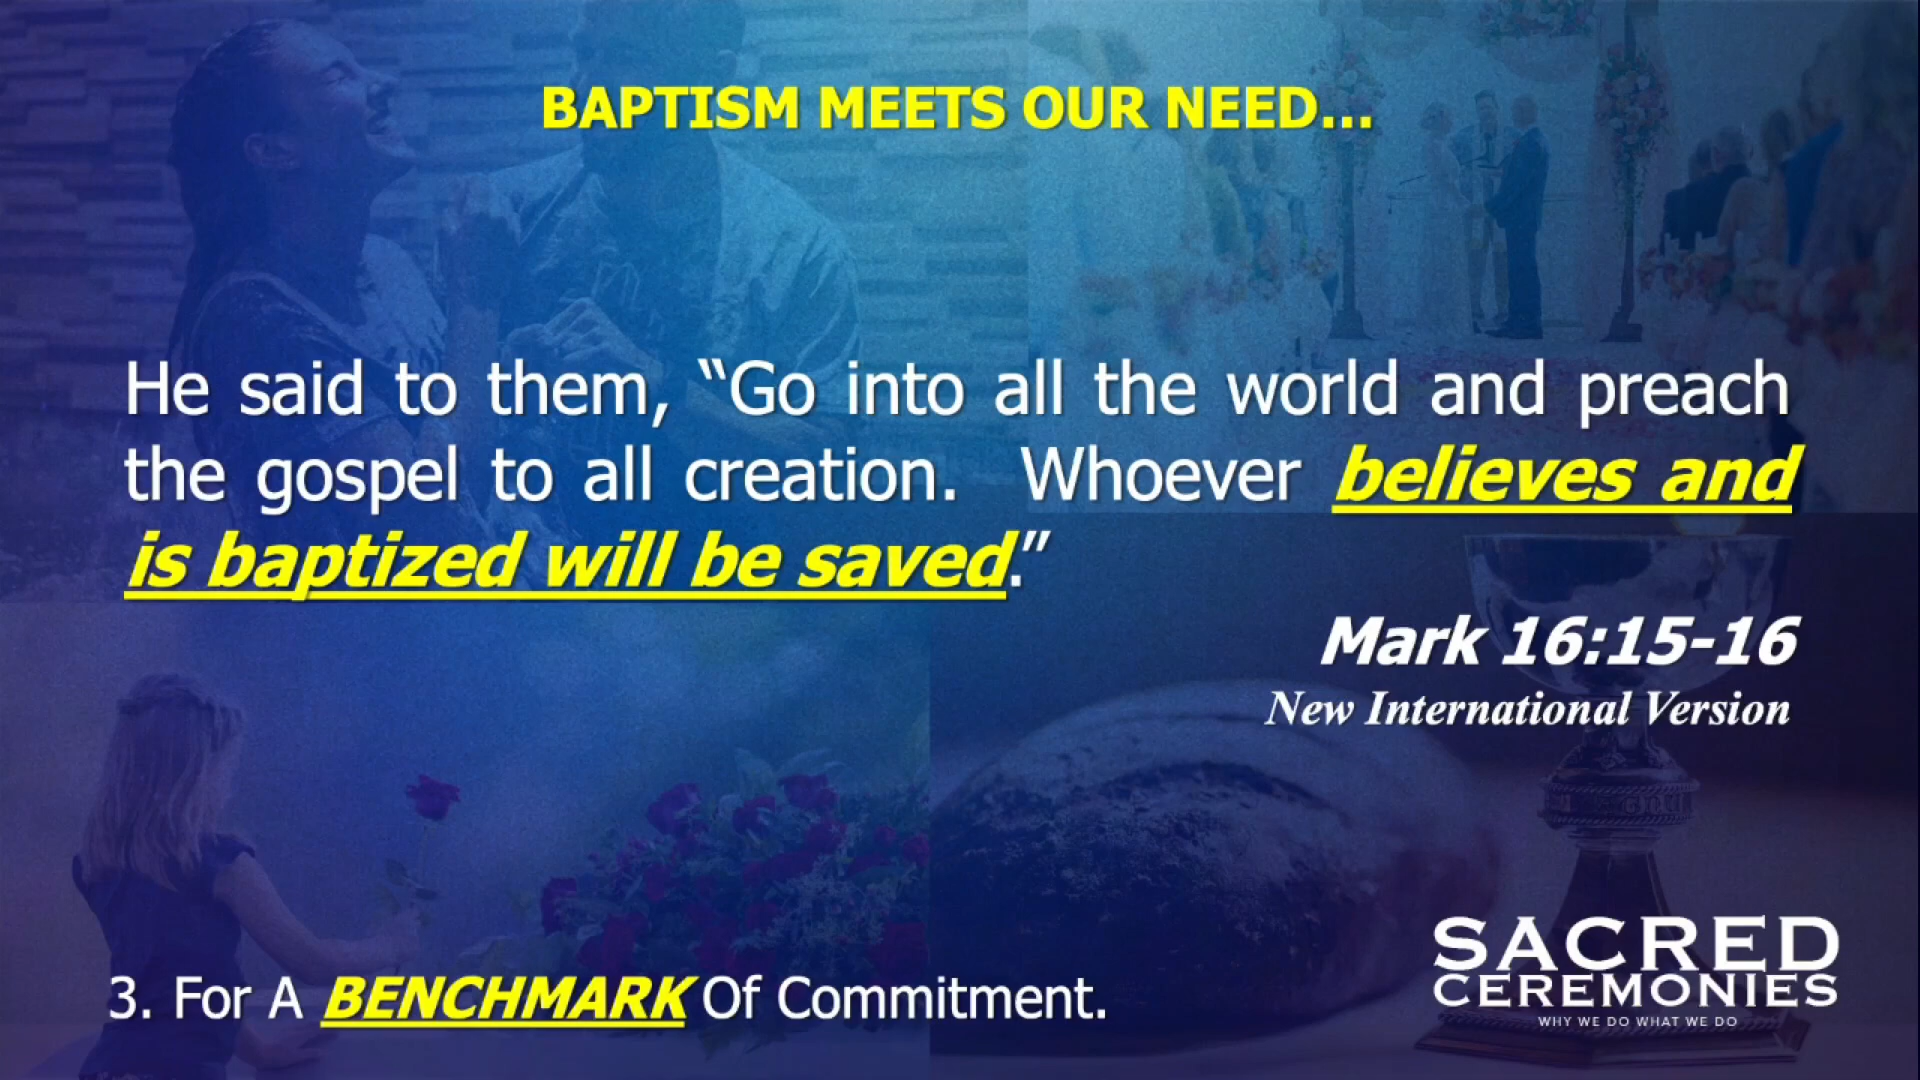 BAPTISM MEETS OUR NEED...
He said to them, “Go into all the world and preach
the gospel to all creation. Whoever believes and
is baptized will be saved.”
Mark 16:15-16
New International Version
3. For A BENCHMARK Of Commitment.
SACRED
CEREMONIES
WHY WE DO WHAT WE DO